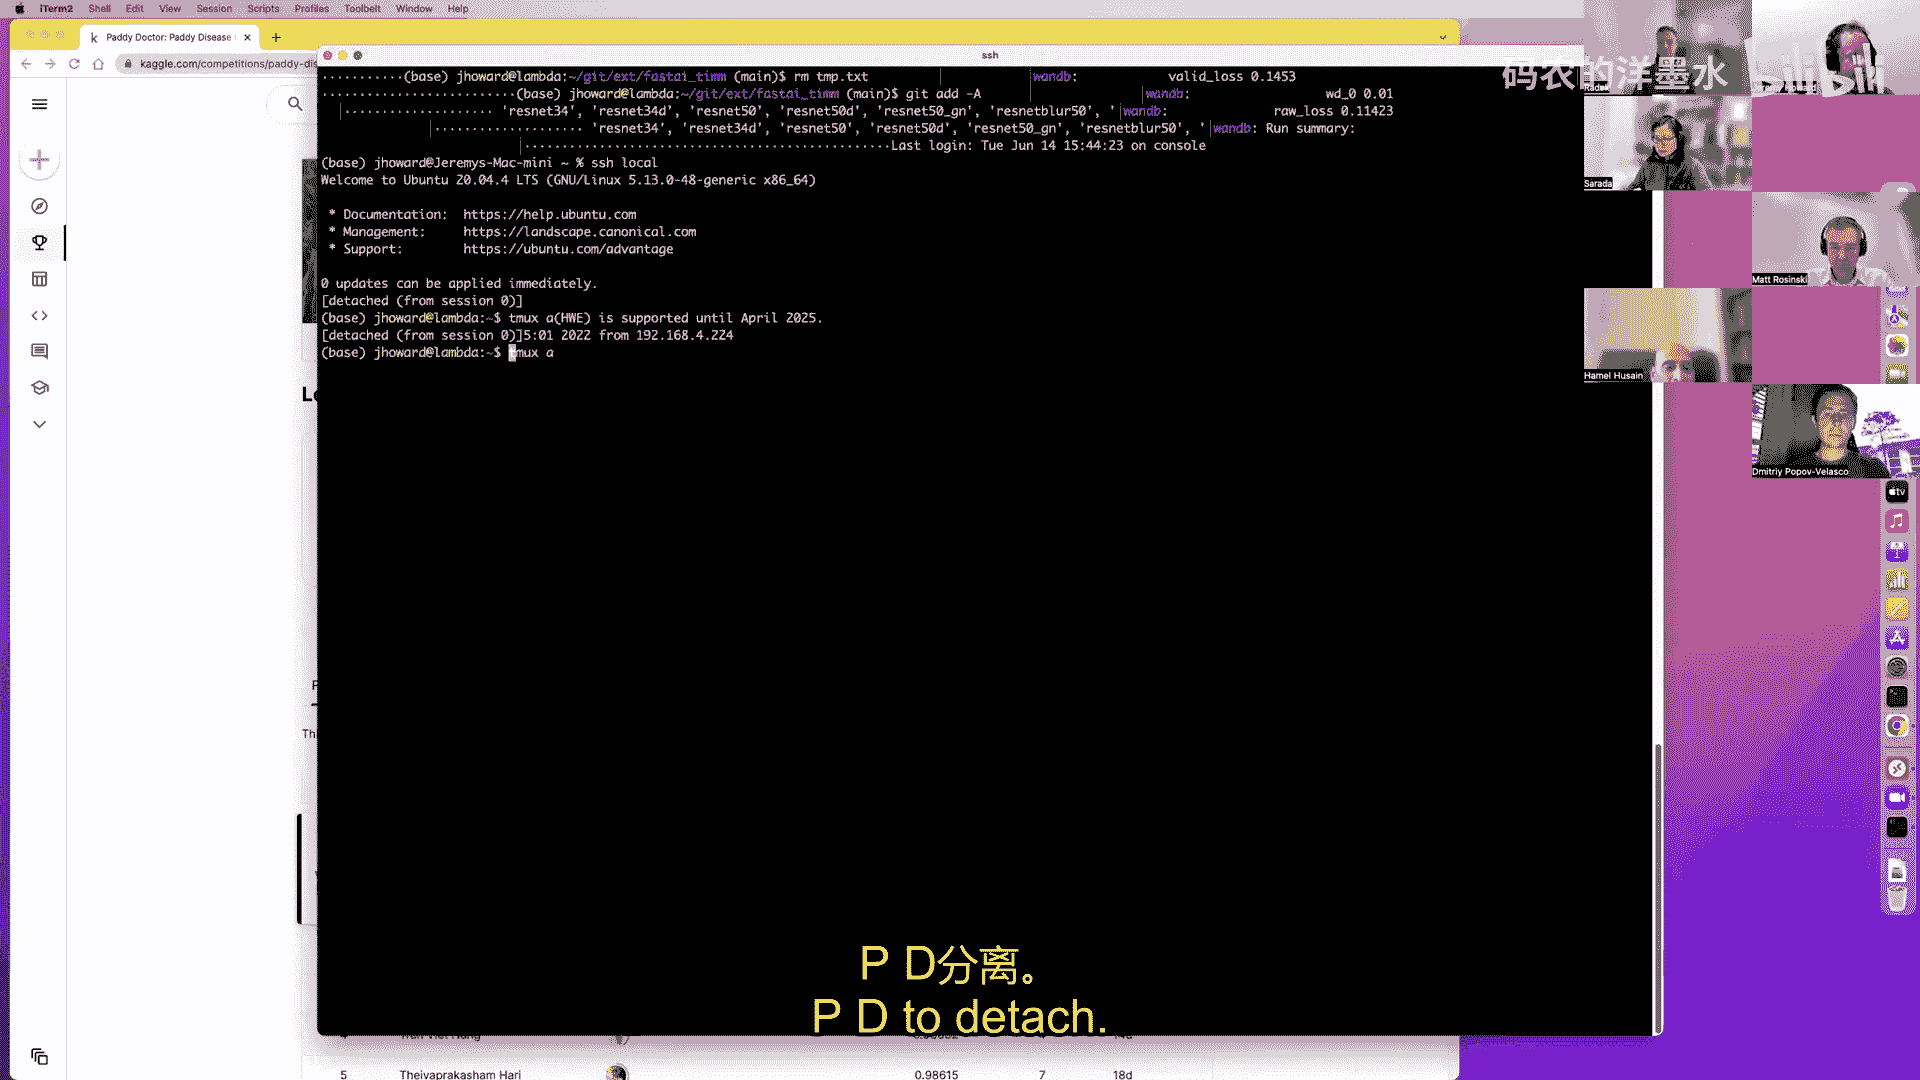 iTerm2 Shell Edit View Session Scripts Profiles Toolbelt Window Help
Paddy Doctor: Paddy Disease
kaggle.com/competitions/paddy-dis
ssh
(base) jhoward@lambda:~/git/ext/fastai_timm (main)$ rm tmp.txt wandb: valid_loss 0.1453
(base) jhoward@lambda:~/git/ext/fastai_timm (main)$ git add -A wandb: wd_0 0.01
'resnet34', 'resnet34d', 'resnet50', 'resnet50d', 'resnet50_gn', 'resnetblur50', ' wandb: raw_loss 0.11423
'resnet34', 'resnet34d', 'resnet50', 'resnet50d', 'resnet50_gn', 'resnetblur50', ' wandb: Run summary:
Last login: Tue Jun 14 15:44:23 on console
(base) jhoward@Jeremys-Mac-mini ~ % ssh local
Welcome to Ubuntu 20.04.4 LTS (GNU/Linux 5.13.0-48-generic x86_64)
* Documentation: https://help.ubuntu.com
* Management: https://landscape.canonical.com
* Support: https://ubuntu.com/advantage
0 updates can be applied immediately.
[detached (from session 0)]
(base) jhoward@lambda:~$ tmux a(HWE) is supported until April 2025.
[detached (from session 0)]5:01 2022 from 192.168.4.224
(base) jhoward@lambda:~$ tmux a
码农的洋墨水 bilibili
Radek
Jeremy Howard
Sarada
Matt Rosinski
Hamel Husain
Dmitriy Popov-Velasco
tv
Le
Thi
P D分离。
P D to detach.
5 Theivaprakasham Hari 0.98615 7 18d